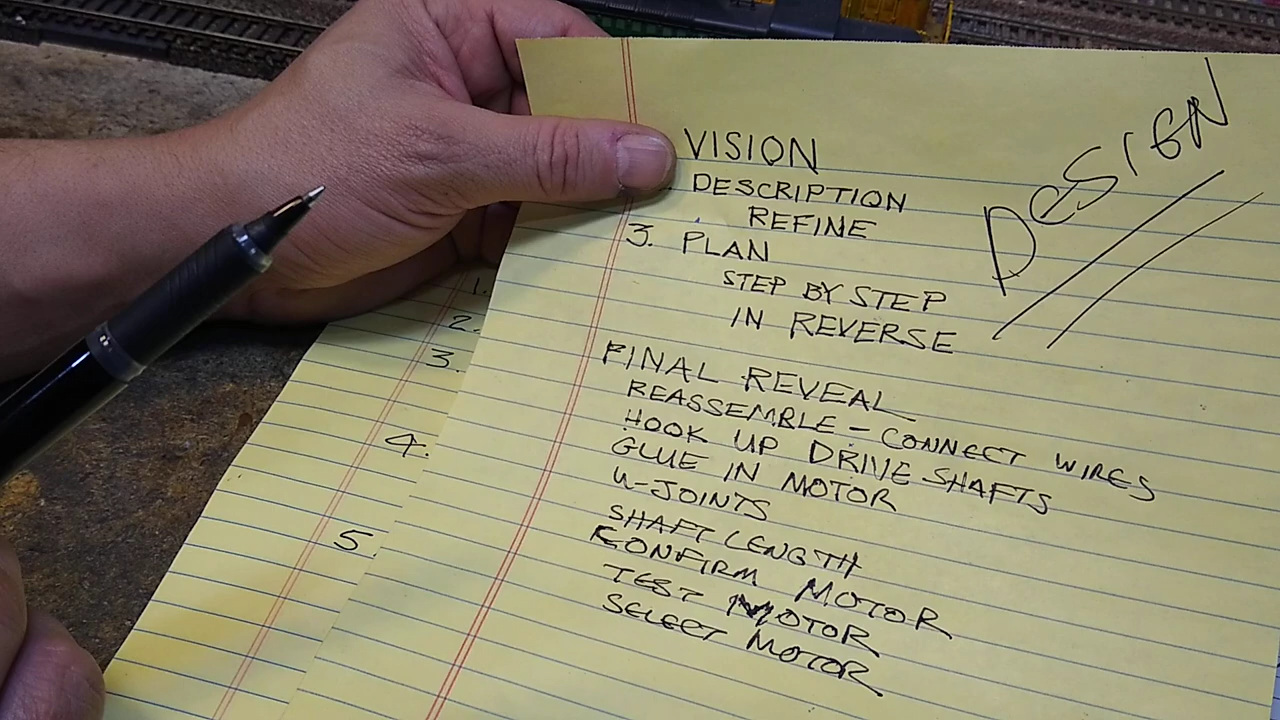 DESIGN
VISION
DESCRIPTION
REFINE
3. PLAN
STEP BY STEP
IN REVERSE
FINAL REVEAL
REASSEMBLE - CONNECT WIRES
HOOK UP DRIVE SHAFTS
GLUE IN MOTOR
U-JOINTS
SHAFT LENGTH
CONFIRM MOTOR
TEST MOTOR
SELECT MOTOR
1.
2.
3.
4.
5.